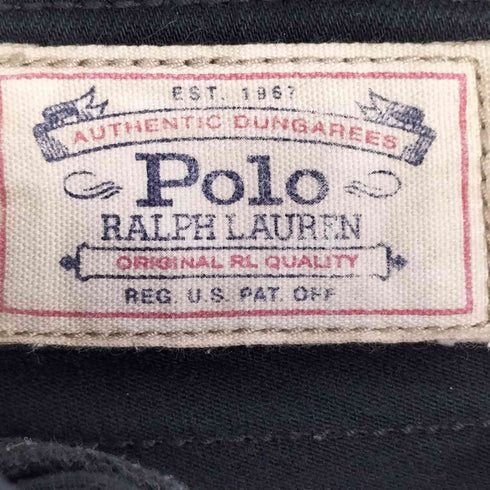 EST. 1967
AUTHENTIC DUNGAREES
Polo
RALPH LAUREN
ORIGINAL RL QUALITY
REG. U.S. PAT. OFF